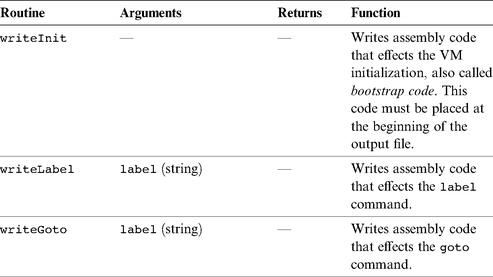 Routine Arguments Returns Function
writeInit — — Writes assembly code
that effects the VM
initialization, also called
bootstrap code. This
code must be placed at
the beginning of the
output file.
writeLabel label (string) — Writes assembly code
that effects the label
command.
writeGoto label (string) — Writes assembly code
that effects the goto
command.